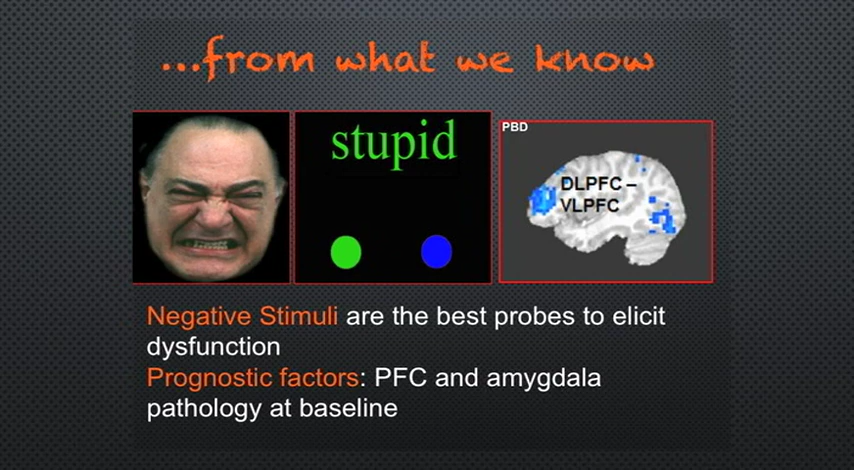 ...from what we know
stupid
PBD
DLPFC –
VLPFC
Negative Stimuli are the best probes to elicit
dysfunction
Prognostic factors: PFC and amygdala
pathology at baseline